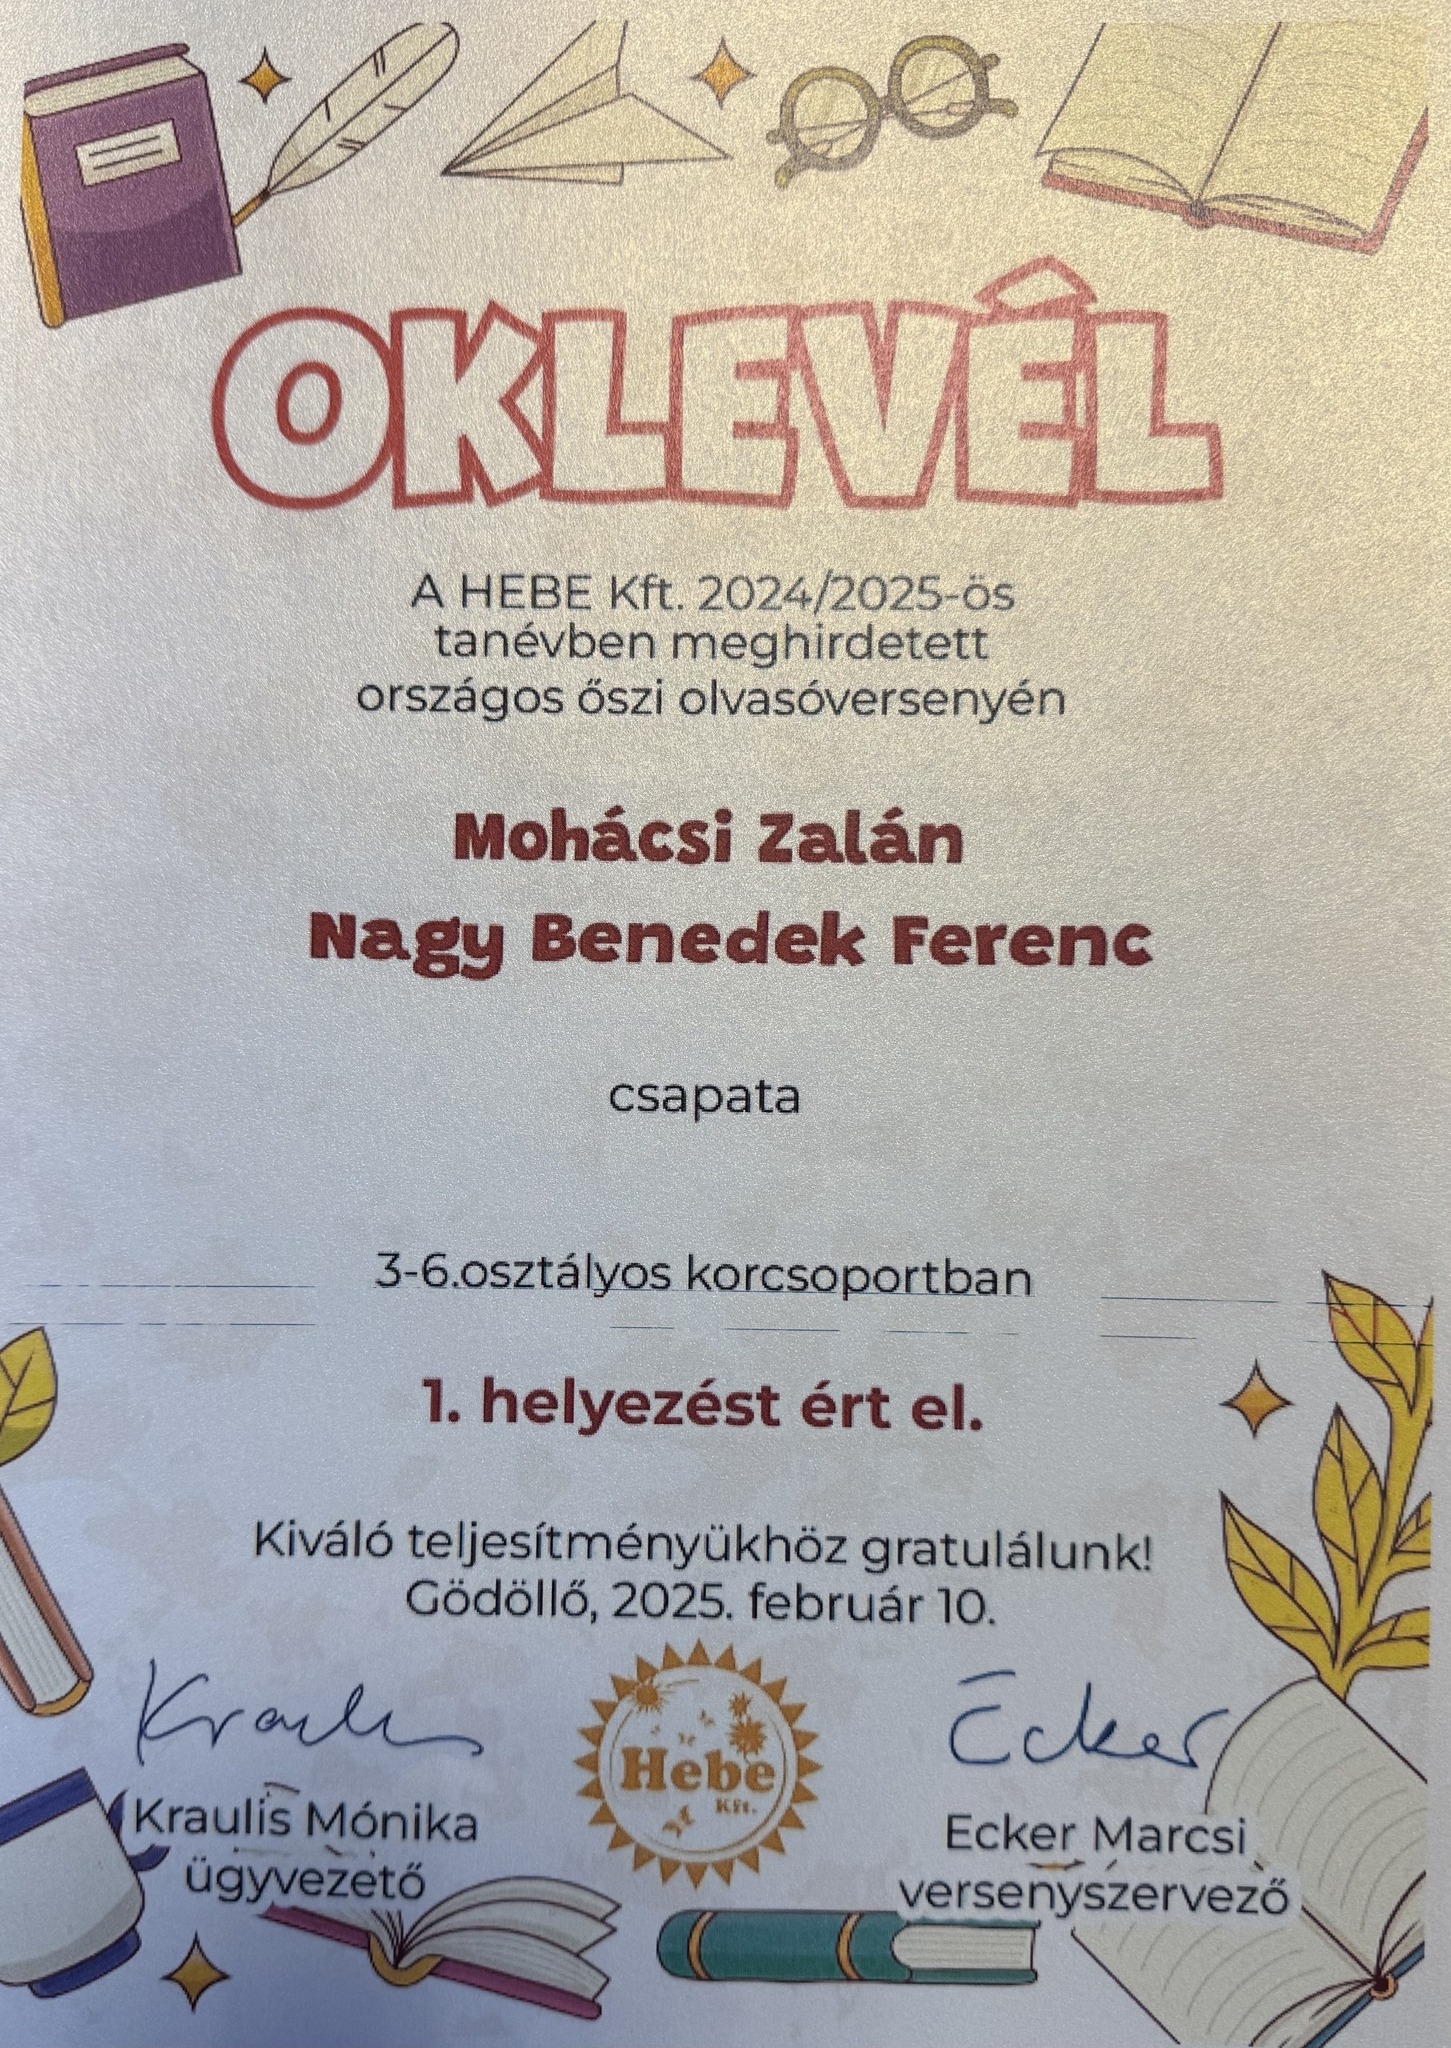 OKLEVÉL
A HEBE Kft. 2024/2025-ös
tanévben meghirdetett
országos őszi olvasóversenyén
Mohácsi Zalán
Nagy Benedek Ferenc
csapata
3-6.osztályos korcsoportban
1. helyezést ért el.
Kiváló teljesítményükhöz gratulálunk!
Gödöllő, 2025. február 10.
Kraulis
Ecker
Hebe
Kft.
Kraulis Mónika
ügyvezető
Ecker Marcsi
versenyszervező